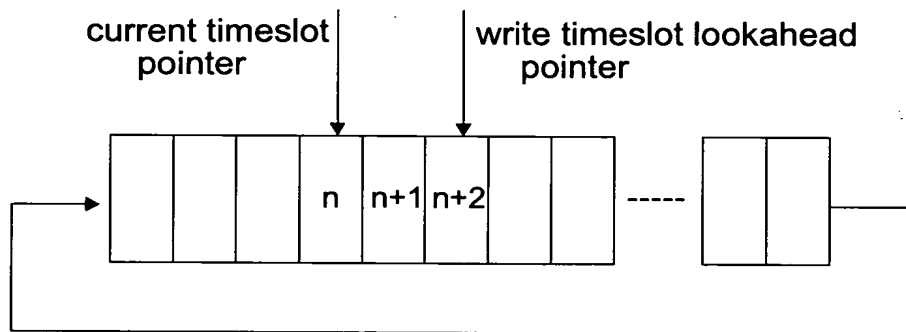 current timeslot
pointer
write timeslot lookahead
pointer
n
n+1
n+2